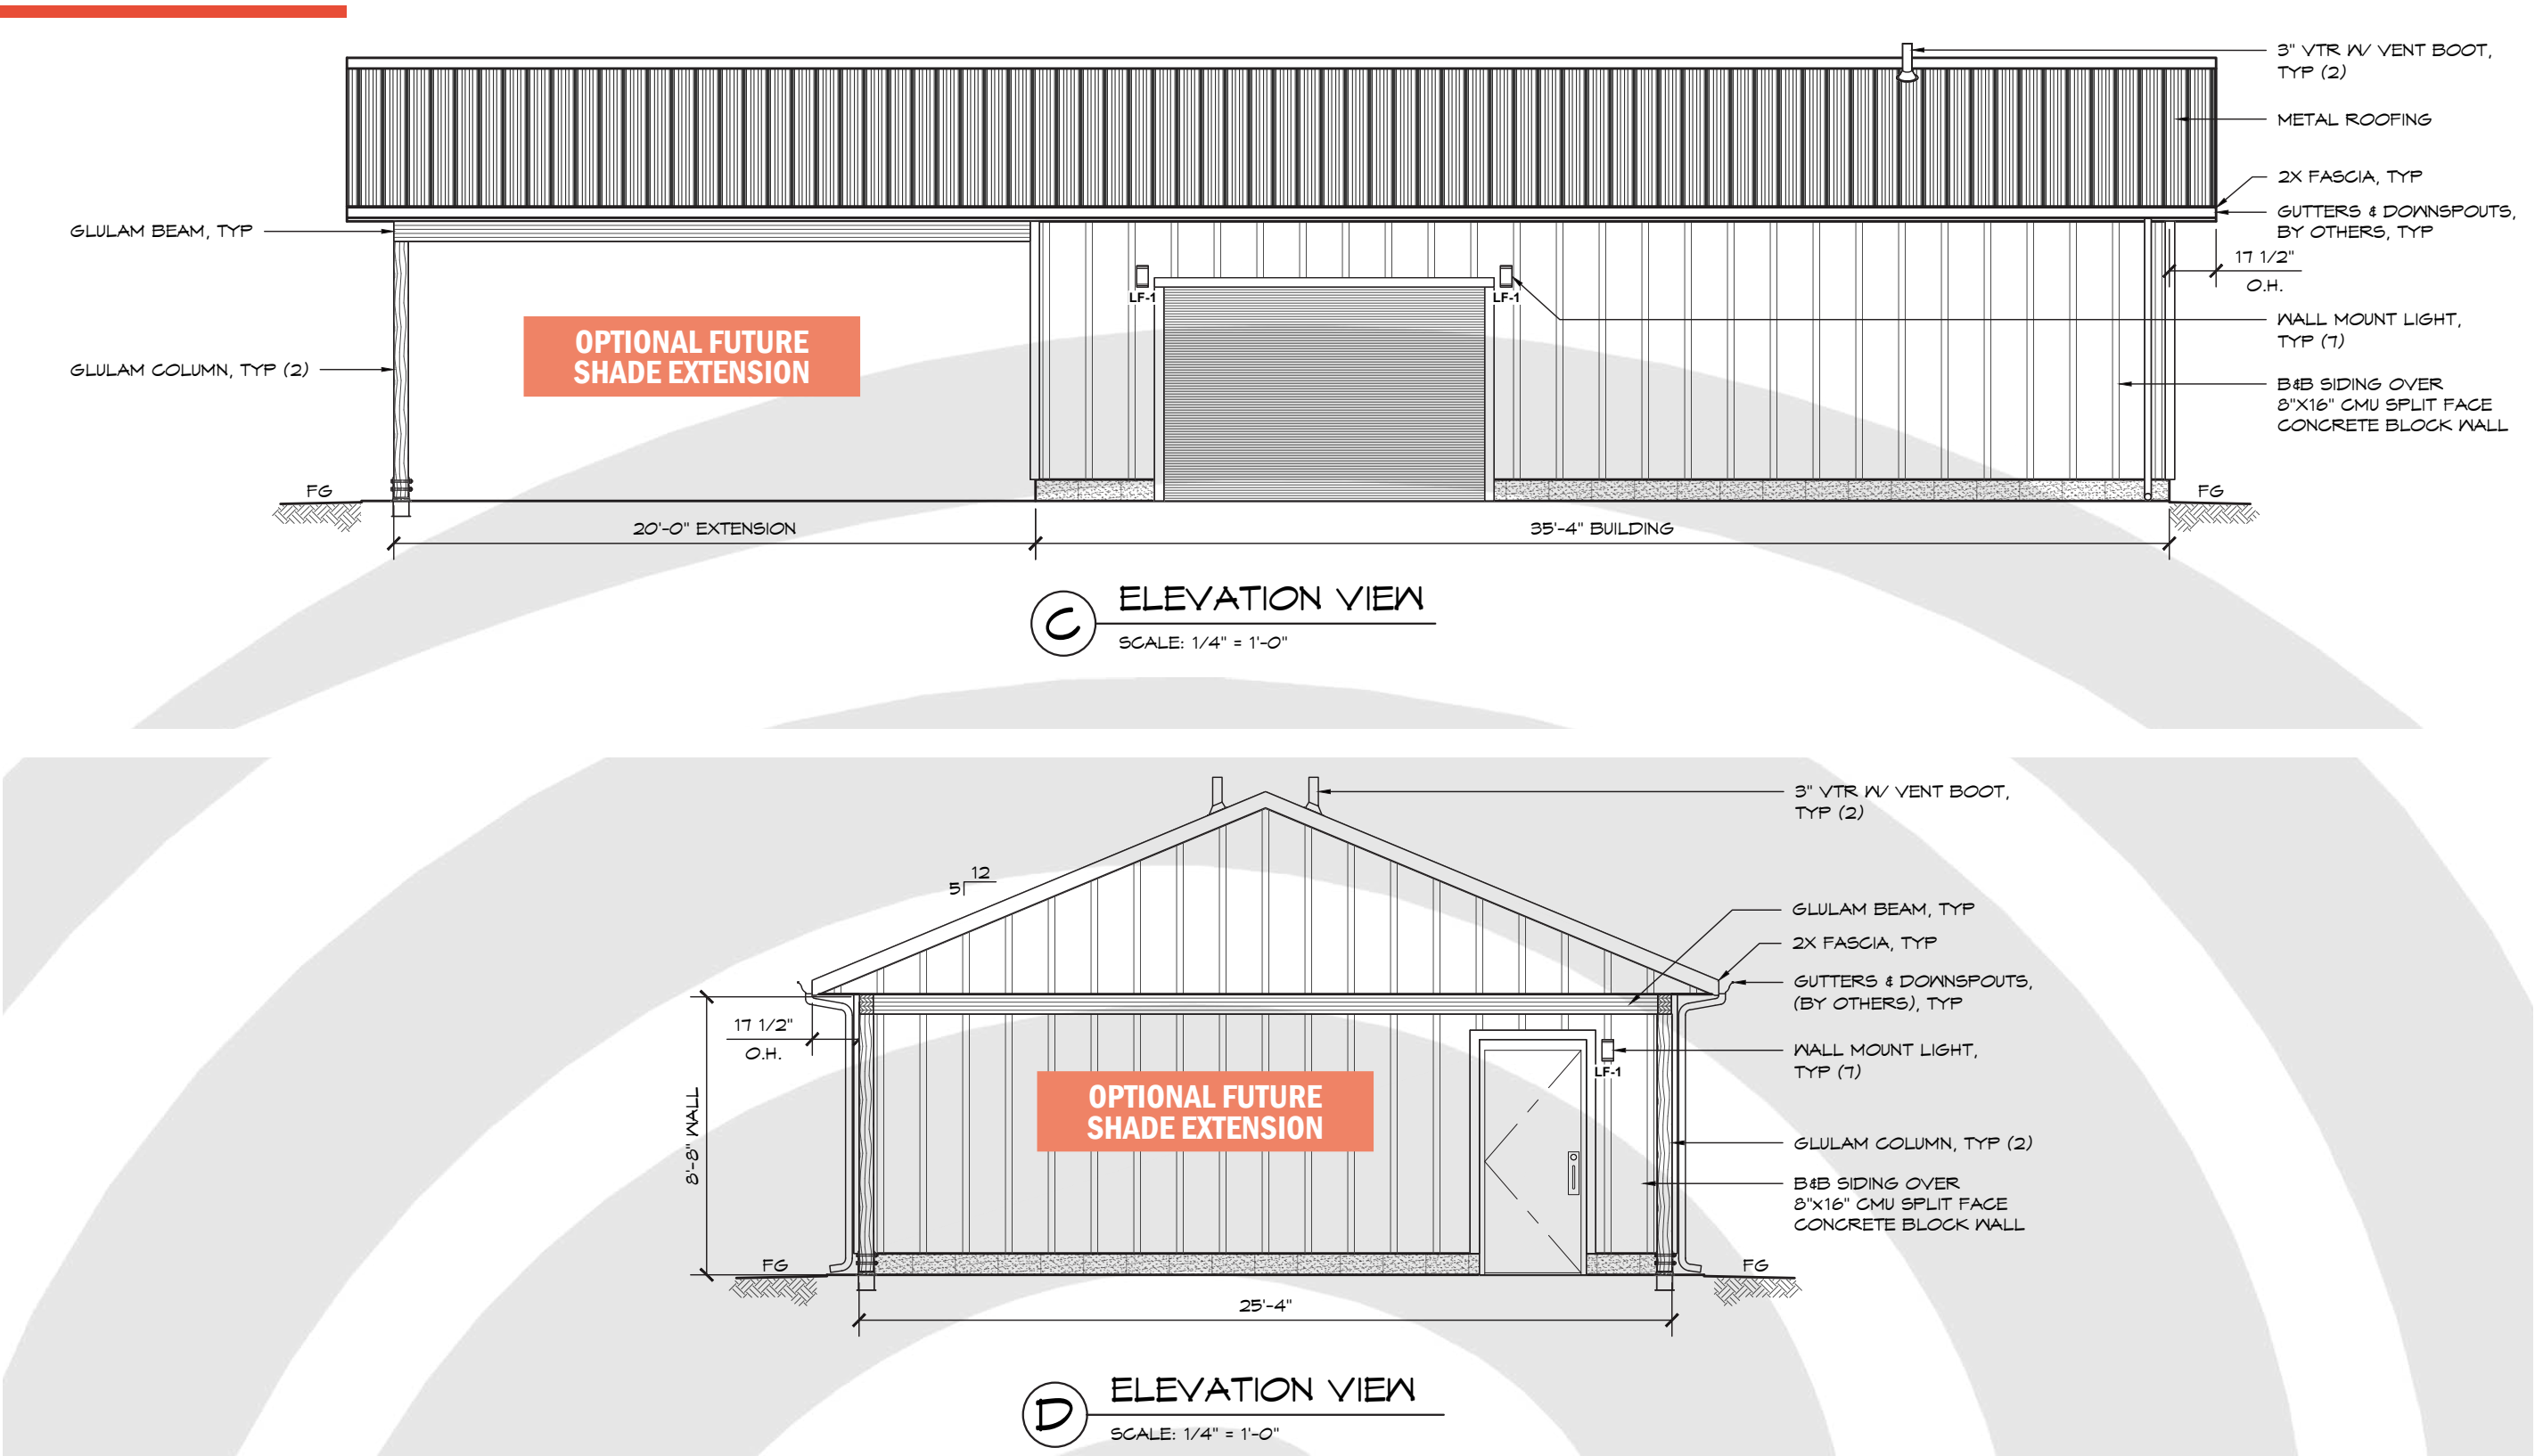 3" VTR W/ VENT BOOT,
TYP (2)
METAL ROOFING
2X FASCIA, TYP
GUTTERS & DOWNSPOUTS,
BY OTHERS, TYP
17 1/2"
O.H.
WALL MOUNT LIGHT,
TYP (7)
B&B SIDING OVER
8"X16" CMU SPLIT FACE
CONCRETE BLOCK WALL
GLULAM BEAM, TYP
GLULAM COLUMN, TYP (2)
OPTIONAL FUTURE
SHADE EXTENSION
LF-1
LF-1
FG
FG
20'-0" EXTENSION
35'-4" BUILDING
C
ELEVATION VIEW
SCALE: 1/4" = 1'-0"
3" VTR W/ VENT BOOT,
TYP (2)
12
5
GLULAM BEAM, TYP
2X FASCIA, TYP
GUTTERS & DOWNSPOUTS,
(BY OTHERS), TYP
17 1/2"
O.H.
WALL MOUNT LIGHT,
TYP (7)
LF-1
8'-8" WALL
OPTIONAL FUTURE
SHADE EXTENSION
GLULAM COLUMN, TYP (2)
B&B SIDING OVER
8"x16" CMU SPLIT FACE
CONCRETE BLOCK WALL
FG
FG
25'-4"
D
ELEVATION VIEW
SCALE: 1/4" = 1'-0"